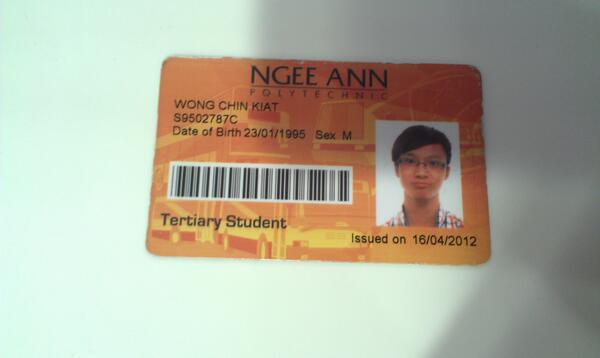 NGEE ANN
POLYTECHNIC
WONG CHIN KIAT
S9502787C
Date of Birth 23/01/1995 Sex M
Tertiary Student
Issued on 16/04/2012